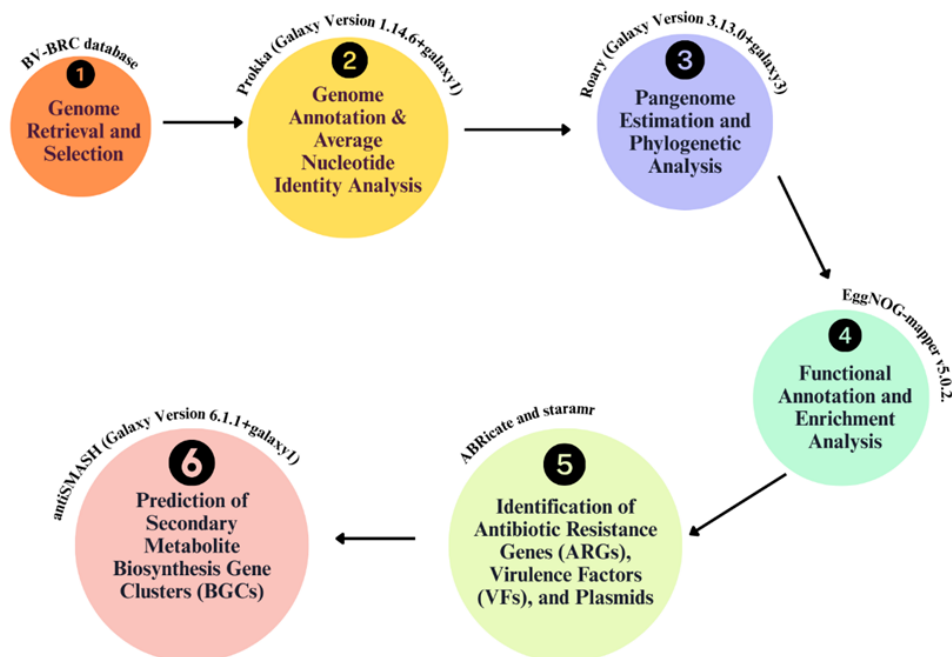 BV-BRC database
1
Genome
Retrieval and
Selection
Prokka (Galaxy Version 1.14.6+galaxy1)
2
Genome
Annotation &
Average
Nucleotide
Identity Analysis
Roary (Galaxy Version 3.13.0+galaxy3)
3
Pangenome
Estimation and
Phylogenetic
Analysis
EggNOG-mapper v5.0.2.
4
Functional
Annotation and
Enrichment
Analysis
ABRicate and staramr
5
Identification of
Antibiotic Resistance
Genes (ARGs),
Virulence Factors
(VFs), and Plasmids
antiSMASH (Galaxy Version 6.1.1+galaxy1)
6
Prediction of
Secondary
Metabolite
Biosynthesis Gene
Clusters (BGCs)